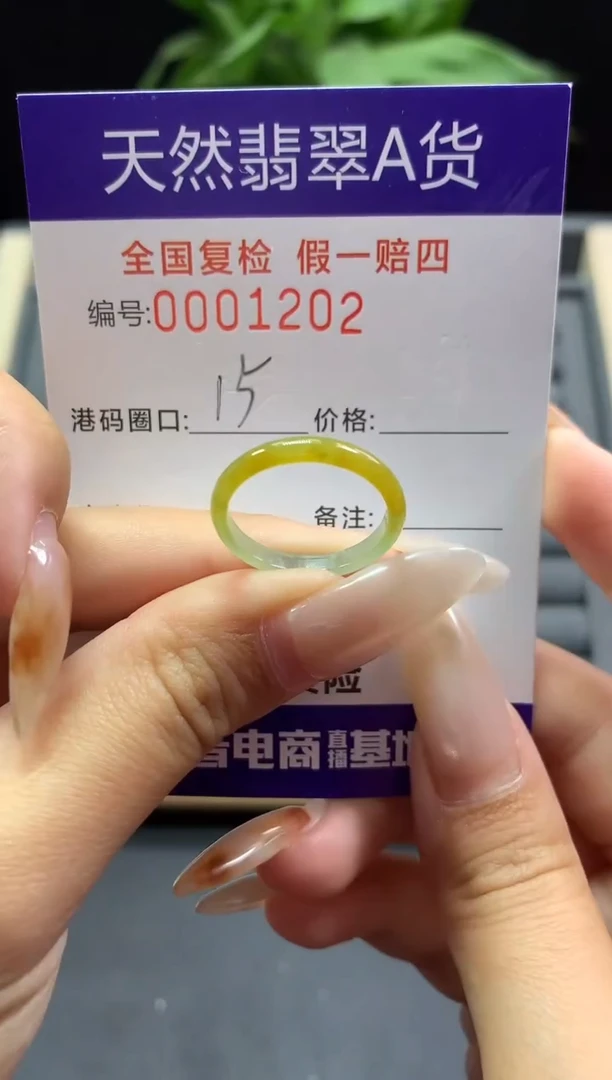 天然翡翠A货
全国复检 假一赔四
编号:0001202
港码圈口: 15 价格:
备注:
险
电商直播基地